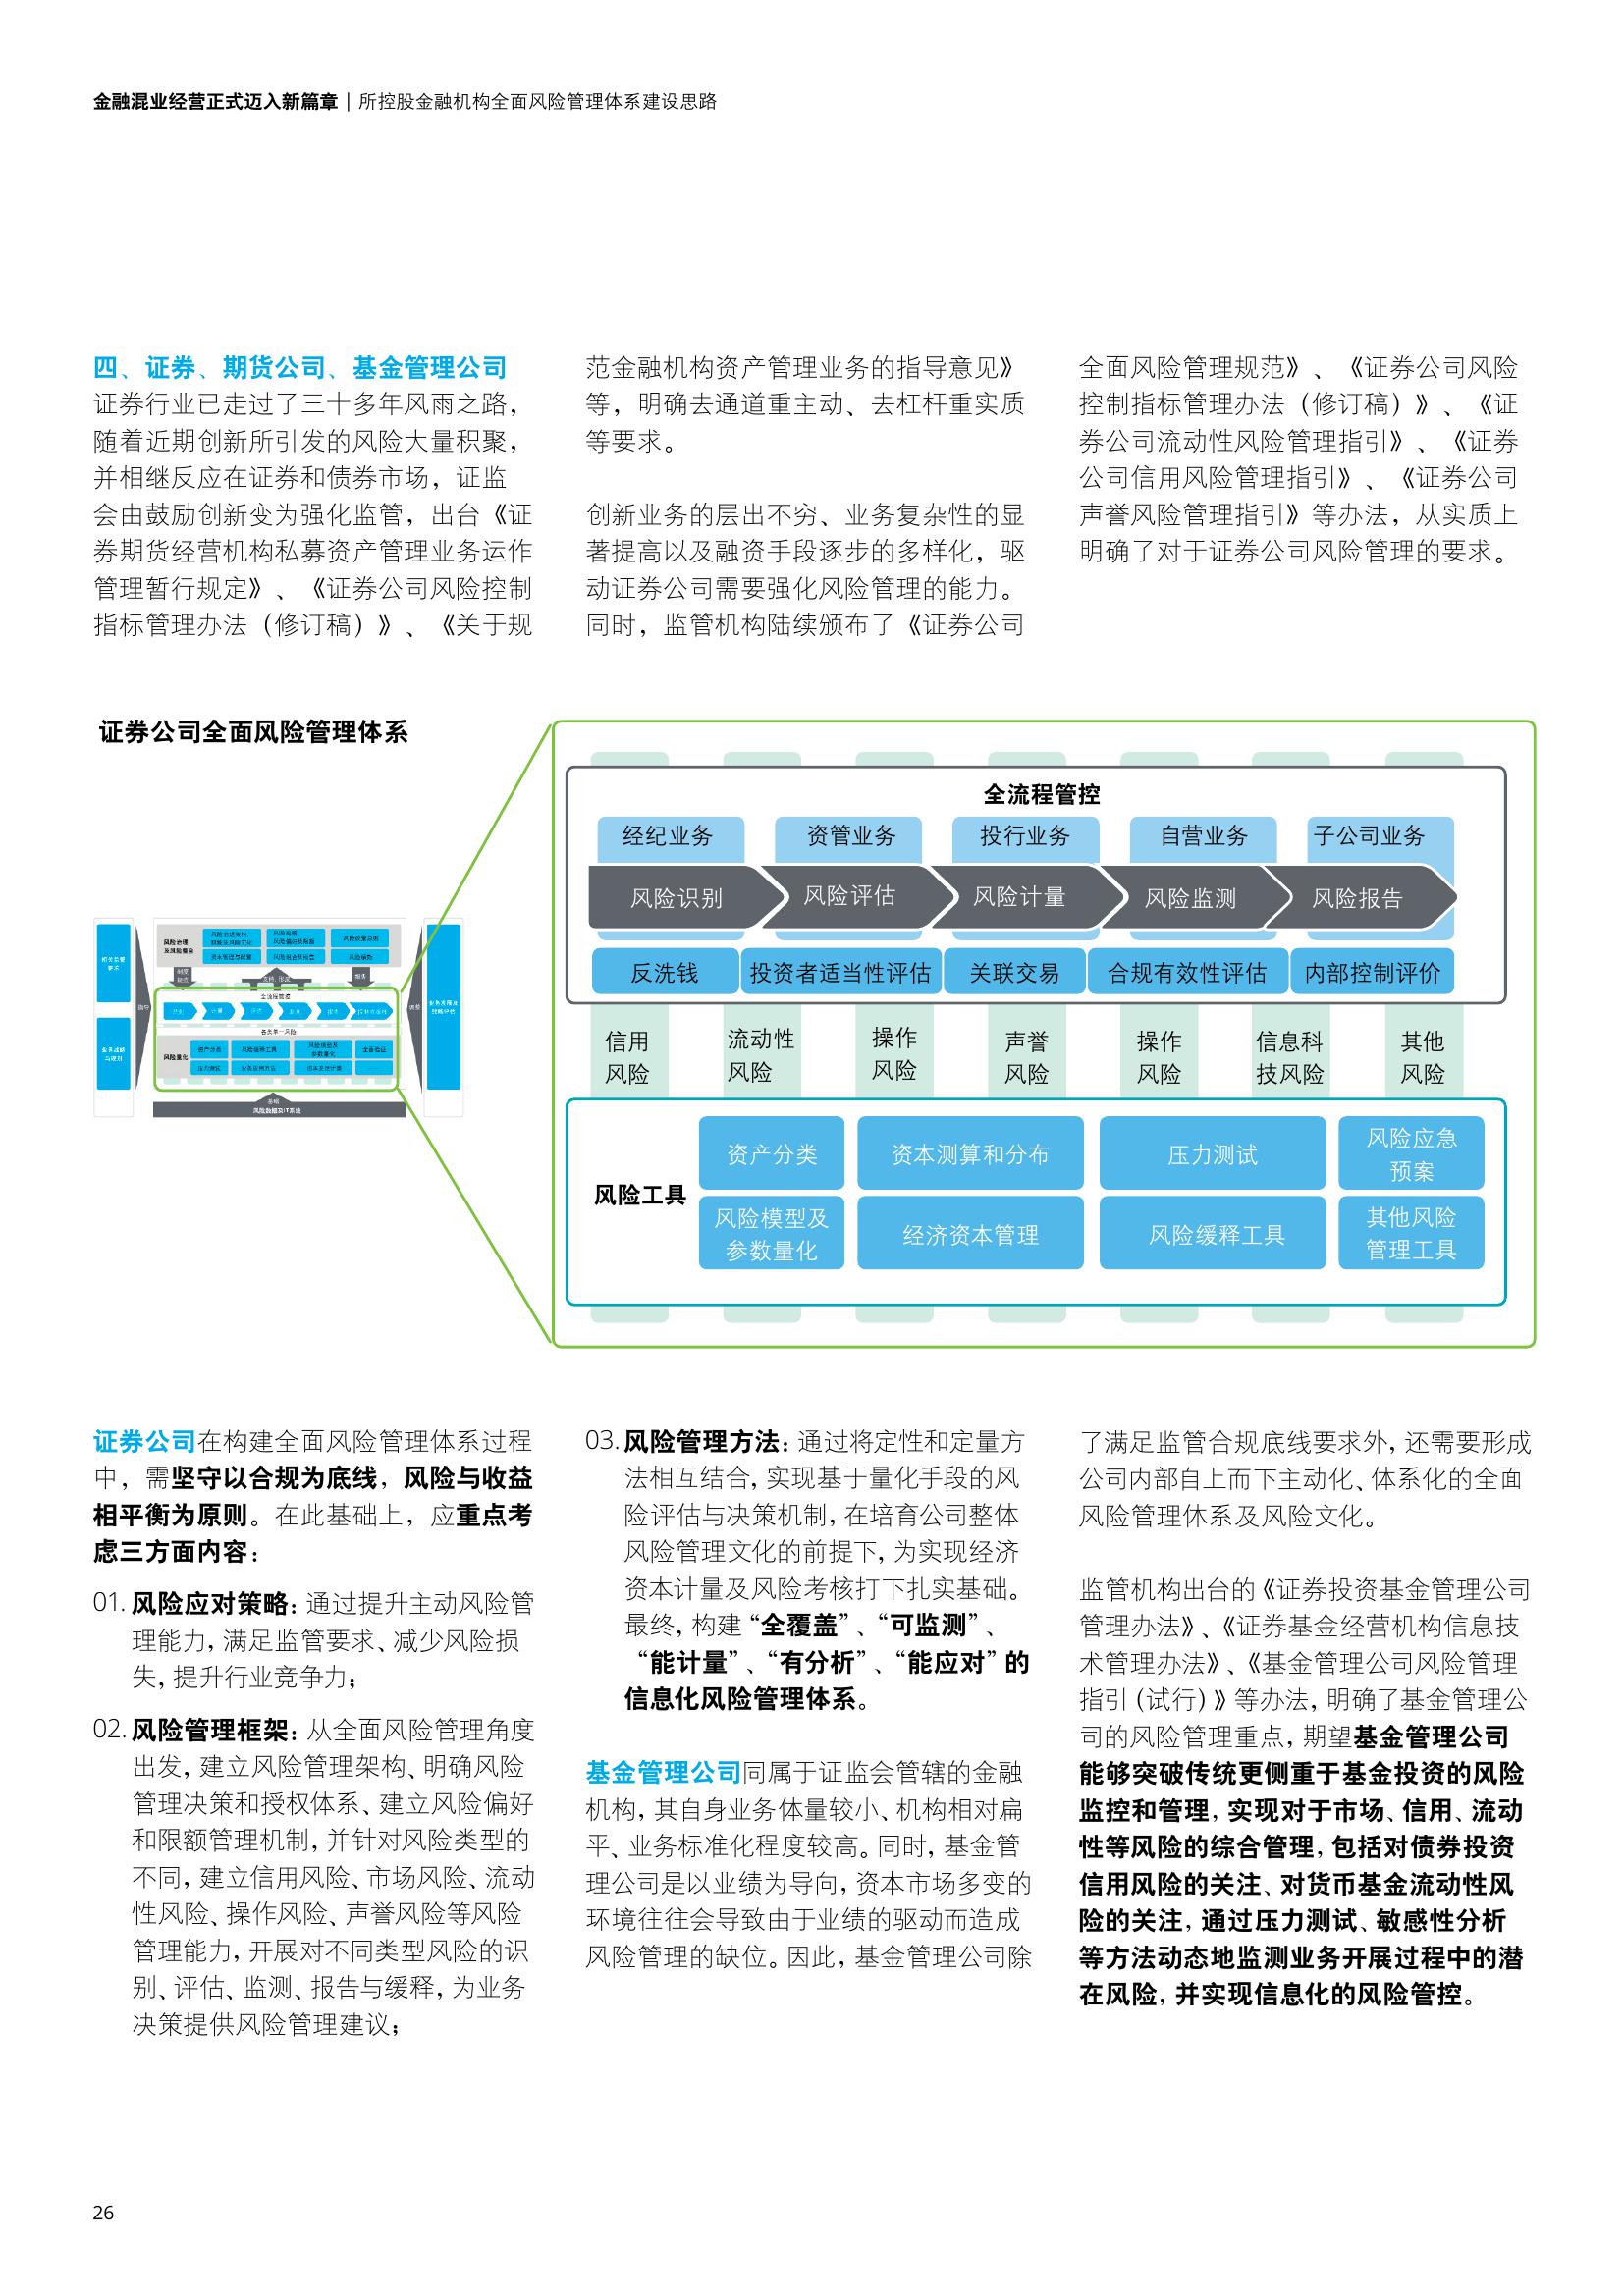 金融混业经营正式迈入新篇章 | 所控股金融机构全面风险管理体系建设思路
四、证券、期货公司、基金管理公司
证券行业已走过了三十多年风雨之路，
随着近期创新所引发的风险大量积聚，
并相继反应在证券和债券市场，证监
会由鼓励创新变为强化监管，出台《证
券期货经营机构私募资产管理业务运作
管理暂行规定》、《证券公司风险控制
指标管理办法（修订稿）》、《关于规
范金融机构资产管理业务的指导意见》
等，明确去通道重主动、去杠杆重实质
等要求。
创新业务的层出不穷、业务复杂性的显
著提高以及融资手段逐步的多样化，驱
动证券公司需要强化风险管理的能力。
同时，监管机构陆续颁布了《证券公司
全面风险管理规范》、《证券公司风险
控制指标管理办法（修订稿）》、《证
券公司流动性风险管理指引》、《证券
公司信用风险管理指引》、《证券公司
声誉风险管理指引》等办法，从实质上
明确了对于证券公司风险管理的要求。
证券公司全面风险管理体系
全流程管控
经纪业务 资管业务 投行业务 自营业务 子公司业务
风险识别 风险评估 风险计量 风险监测 风险报告
反洗钱 投资者适当性评估 关联交易 合规有效性评估 内部控制评价
信用 流动性 操作 声誉 操作 信息科 其他
风险 风险 风险 风险 风险 技风险 风险
风险工具
资产分类 资本测算和分布 压力测试 风险应急
预案
风险模型及 经济资本管理 风险缓释工具 其他风险
参数量化 管理工具
证券公司在构建全面风险管理体系过程
中，需坚守以合规为底线，风险与收益
相平衡为原则。在此基础上，应重点考
虑三方面内容：
01. 风险应对策略：通过提升主动风险管
理能力，满足监管要求、减少风险损
失，提升行业竞争力；
02. 风险管理框架：从全面风险管理角度
出发，建立风险管理架构、明确风险
管理决策和授权体系、建立风险偏好
和限额管理机制，并针对风险类型的
不同，建立信用风险、市场风险、流动
性风险、操作风险、声誉风险等风险
管理能力，开展对不同类型风险的识
别、评估、监测、报告与缓释，为业务
决策提供风险管理建议；
03. 风险管理方法：通过将定性和定量方
法相互结合，实现基于量化手段的风
险评估与决策机制，在培育公司整体
风险管理文化的前提下，为实现经济
资本计量及风险考核打下扎实基础。
最终，构建“全覆盖”、“可监测”、
“能计量”、“有分析”、“能应对”的
信息化风险管理体系。
基金管理公司同属于证监会管辖的金融
机构，其自身业务体量较小、机构相对扁
平、业务标准化程度较高。同时，基金管
理公司是以业绩为导向，资本市场多变的
环境往往会导致由于业绩的驱动而造成
风险管理的缺位。因此，基金管理公司除
了满足监管合规底线要求外，还需要形成
公司内部自上而下主动化、体系化的全面
风险管理体系及风险文化。
监管机构出台的《证券投资基金管理公司
管理办法》、《证券基金经营机构信息技
术管理办法》、《基金管理公司风险管理
指引（试行）》等办法，明确了基金管理公
司的风险管理重点，期望基金管理公司
能够突破传统更侧重于基金投资的风险
监控和管理，实现对于市场、信用、流动
性等风险的综合管理，包括对债券投资
信用风险的关注、对货币基金流动性风
险的关注，通过压力测试、敏感性分析
等方法动态地监测业务开展过程中的潜
在风险，并实现信息化的风险管控。
26